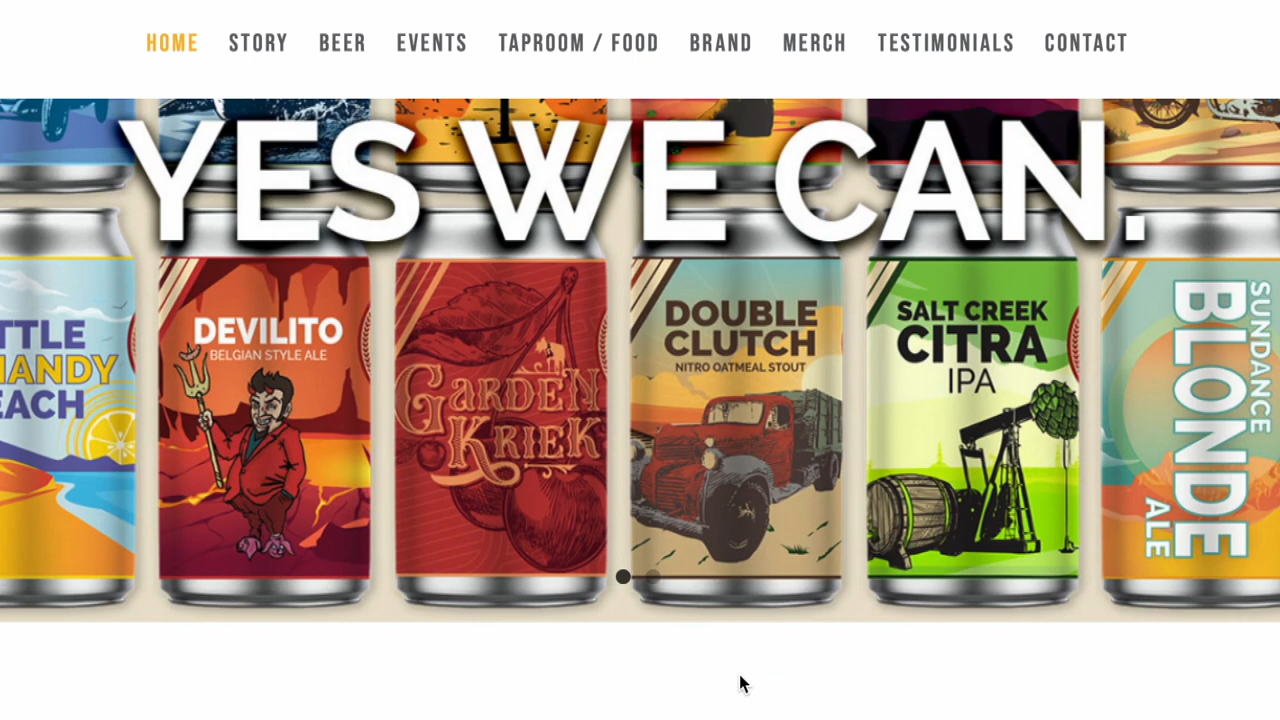 HOME STORY BEER EVENTS TAPROOM / FOOD BRAND MERCH TESTIMONIALS CONTACT
YES WE CAN.
DEVILITO
BELGIAN STYLE ALE
GARDEN
KRIEK
DOUBLE
CLUTCH
NITRO OATMEAL STOUT
SALT CREEK
CITRA
IPA
SUNDANCE
BLONDE
ALE